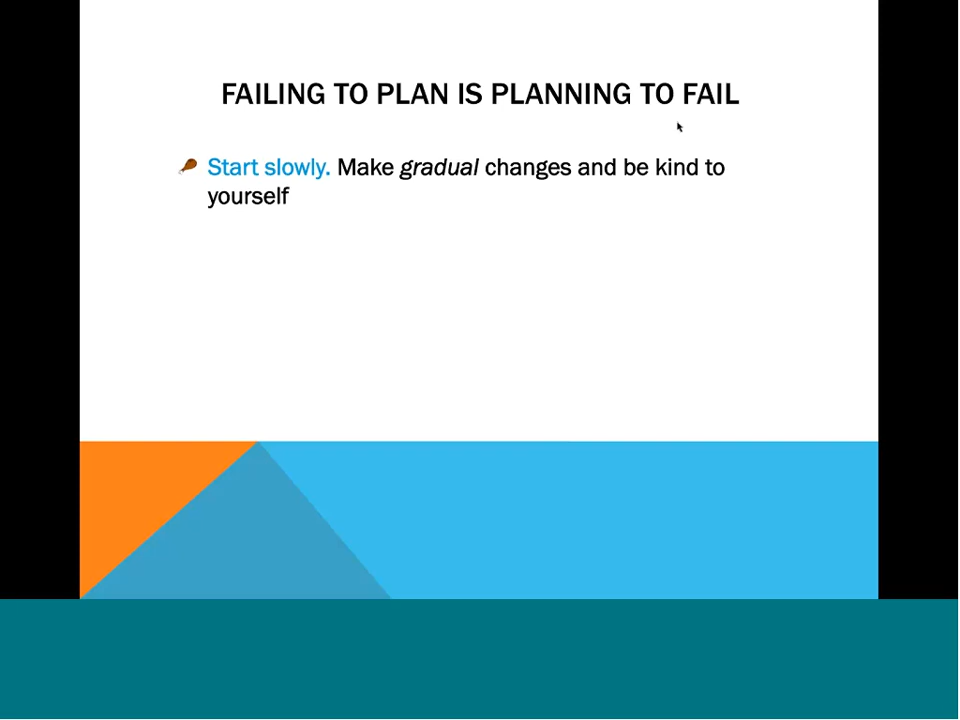 FAILING TO PLAN IS PLANNING TO FAIL
Start slowly. Make gradual changes and be kind to
yourself